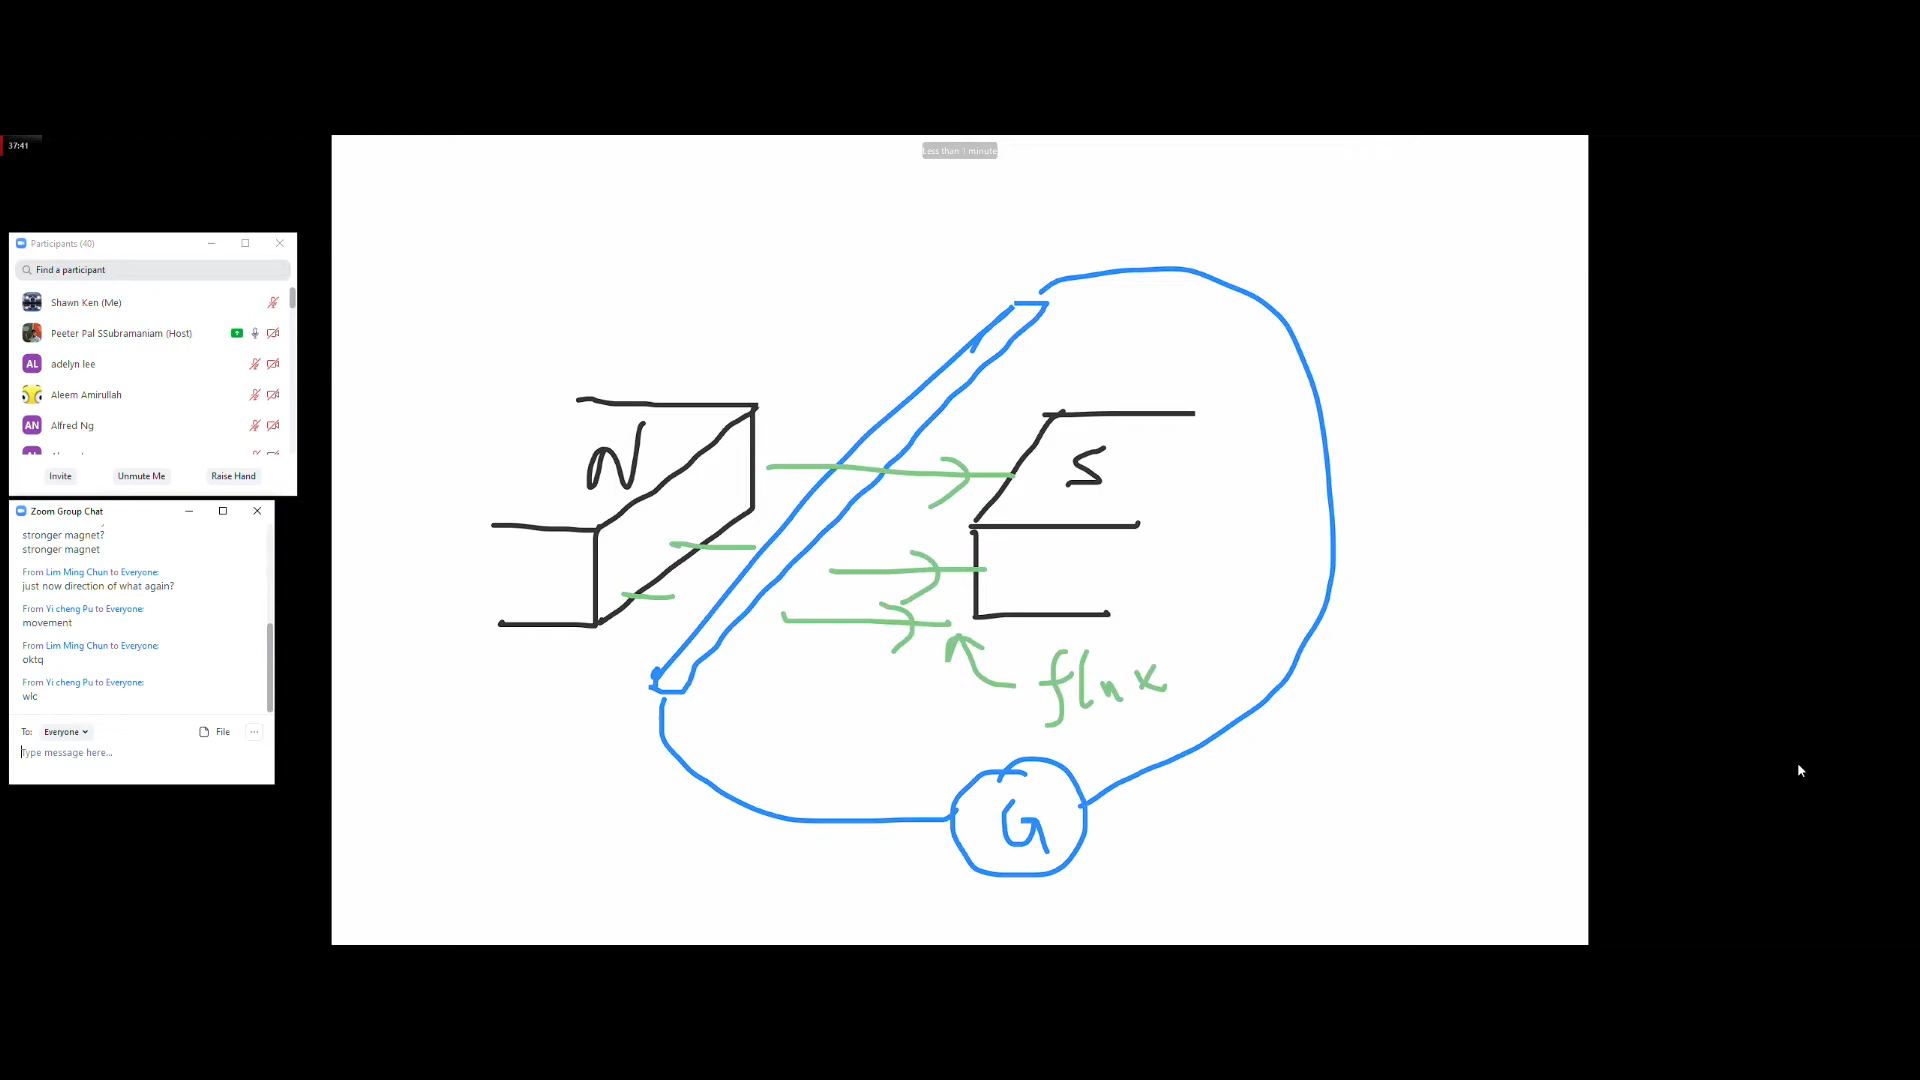 37:41
Less than 1 minute
Participants (40)
Find a participant
Shawn Ken (Me)
Peeter Pal SSubramaniam (Host)
AL adelyn lee
Aleem Amirullah
AN Alfred Ng
Invite Unmute Me Raise Hand
Zoom Group Chat
stronger magnet?
stronger magnet
From Lim Ming Chun to Everyone:
just now direction of what again?
From Yi cheng Pu to Everyone:
movement
From Lim Ming Chun to Everyone:
oktq
From Yi cheng Pu to Everyone:
wlc
To: Everyone File ...
Type message here...
N
S
flux
G